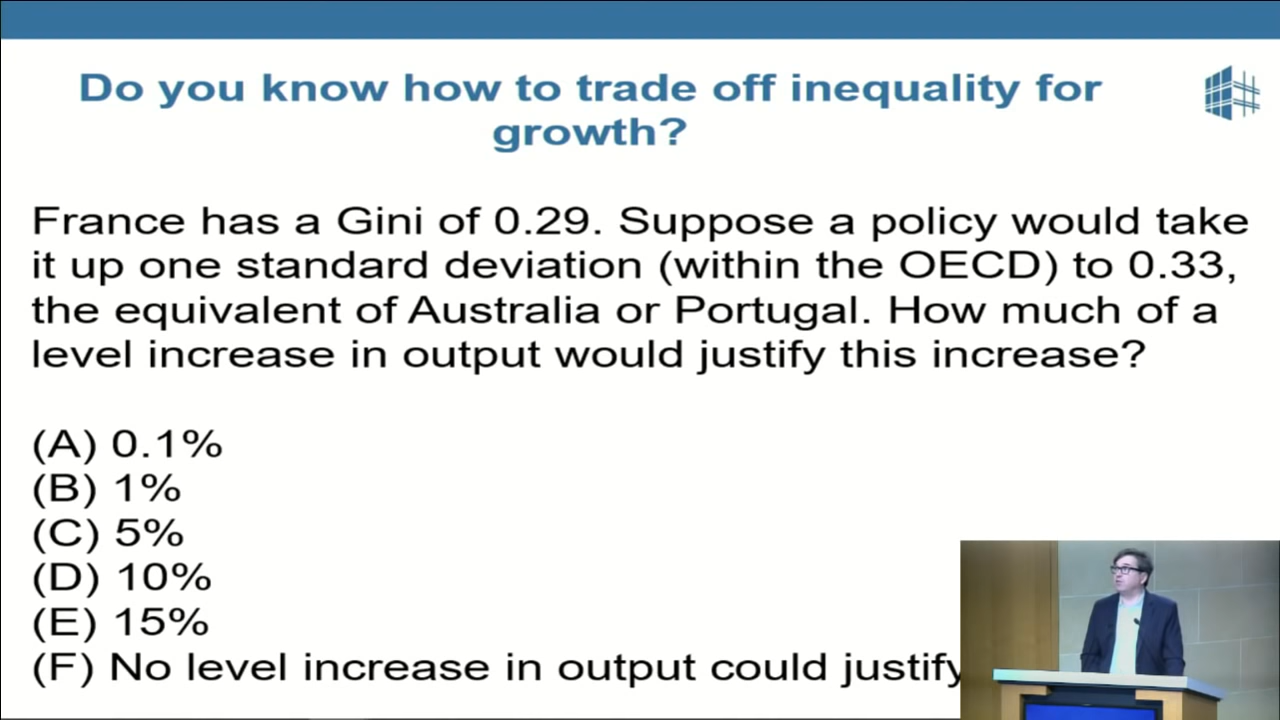 Do you know how to trade off inequality for
growth?
France has a Gini of 0.29. Suppose a policy would take
it up one standard deviation (within the OECD) to 0.33,
the equivalent of Australia or Portugal. How much of a
level increase in output would justify this increase?
(A) 0.1%
(B) 1%
(C) 5%
(D) 10%
(E) 15%
(F) No level increase in output could justify